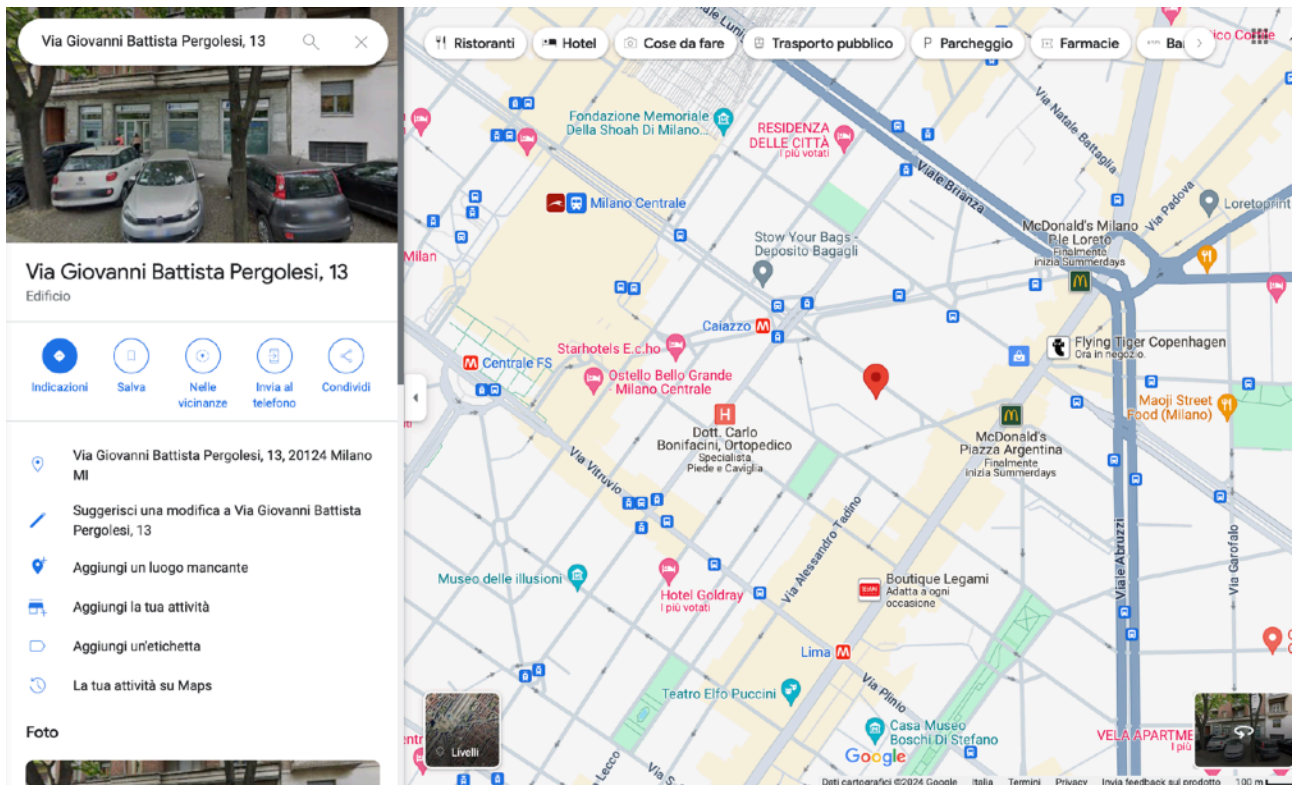 Via Giovanni Battista Pergolesi, 13
Via Giovanni Battista Pergolesi, 13
Edificio
Indicazioni
Salva
Nelle
vicinanze
Invia al
telefono
Condividi
Via Giovanni Battista Pergolesi, 13, 20124 Milano
MI
Suggerisci una modifica a Via Giovanni Battista
Pergolesi, 13
Aggiungi un luogo mancante
Aggiungi la tua attività
Aggiungi un'etichetta
La tua attività su Maps
Foto
Ristoranti
Hotel
Cose da fare
Trasporto pubblico
P Parcheggio
Farmacie
Ba
Fondazione Memoriale
Della Shoah Di Milano...
RESIDENZA
DELLE CITTÀ
I più votati
Via Natale Battaglia
Viale Brianza
Via Padova
Loretoprint
Milano Centrale
Milan
McDonald's Milano
P.le Loreto
Finalmente
inizia Summerdays
Stow Your Bags -
Deposito Bagagli
Caiazzo M
Starhotels E.c.ho
M Centrale FS
Ostello Bello Grande
- Milano Centrale
Flying Tiger Copenhagen
Ora in negozio.
Maoji Street
Food (Milano)
H
Dott. Carlo
Bonifacini, Ortopedico
Specialista
Piede e Caviglia
McDonald's
Piazza Argentina
Finalmente
inizia Summerdays
Via Vitruvio
Via Alessandro Tadino
Viale Abruzzi
Via Garofalo
Museo delle illusioni
Hotel Goldray
I più votati
Boutique Legami
Adatta a ogni
occasione
Lima M
Via Plinio
Teatro Elfo Puccini
Casa Museo
Boschi Di Stefano
VELA APARTME
I più
Livelli
Lecco
Google
Dati cartografici ©2024 Google
Italia
Termini
Privacy
Invia feedback sul prodotto
100 m